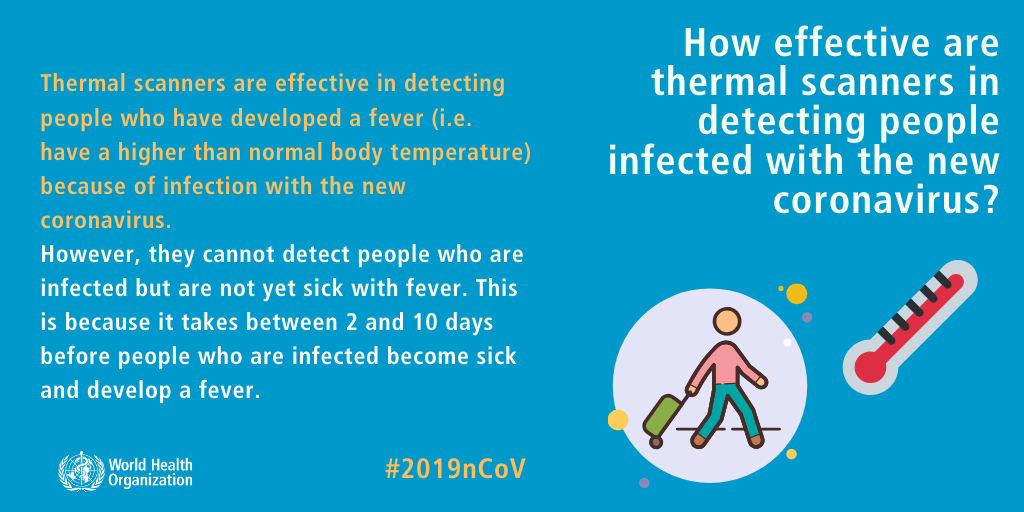 How effective are
thermal scanners in
detecting people
infected with the new
coronavirus?
Thermal scanners are effective in detecting
people who have developed a fever (i.e.
have a higher than normal body temperature)
because of infection with the new
coronavirus.
However, they cannot detect people who are
infected but are not yet sick with fever. This
is because it takes between 2 and 10 days
before people who are infected become sick
and develop a fever.
World Health
Organization
#2019nCoV